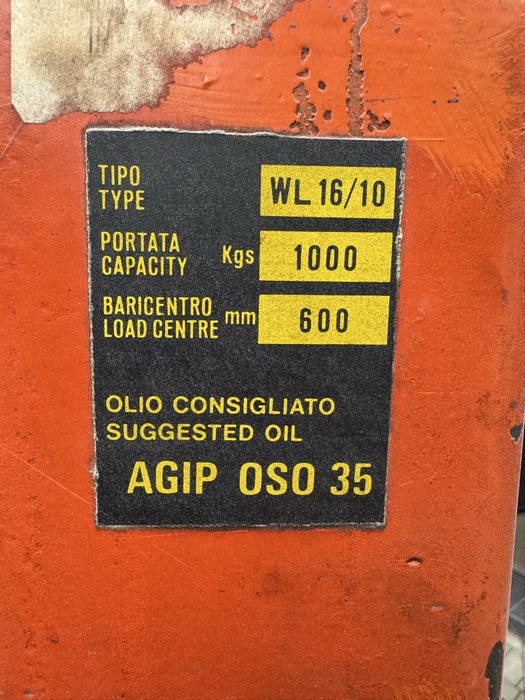 TIPO
TYPE
WL 16/10
PORTATA
CAPACITY
Kgs
1000
BARICENTRO
LOAD CENTRE
mm
600
OLIO CONSIGLIATO
SUGGESTED OIL
AGIP OSO 35